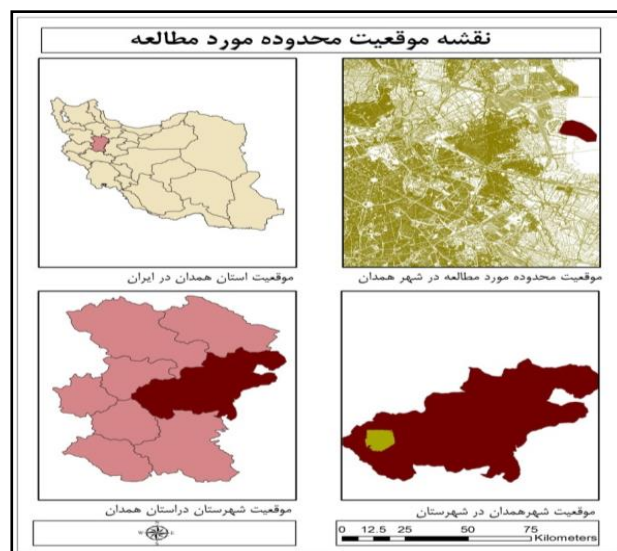 نقشه موقعیت محدوده مورد مطالعه
موقعیت محدوده مورد مطالعه در شهر همدان
موقعیت استان همدان در ایران
موقعیت شهرهمدان در شهرستان
موقعیت شهرستان دراستان همدان
0 12.5 25 50 75
Kilometers
N
W E
S